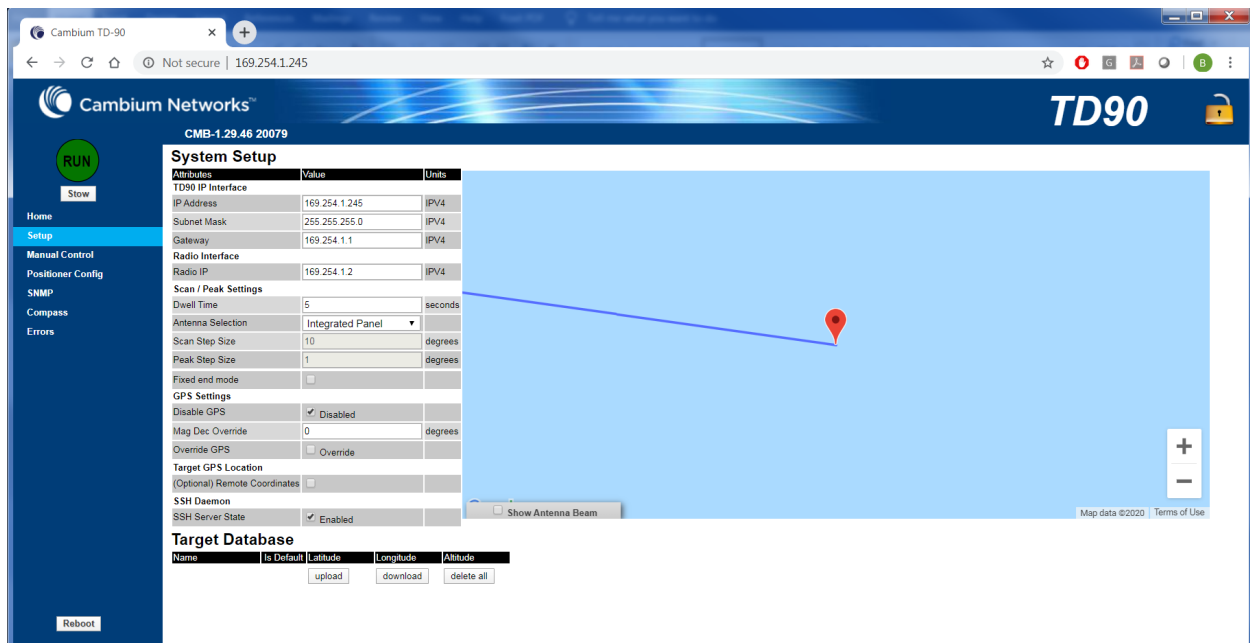 Cambium TD-90
Not secure | 169.254.1.245
G
B
Cambium Networks™
TD90
CMB-1.29.46 20079
RUN
Stow
Home
Setup
Manual Control
Positioner Config
SNMP
Compass
Errors
Reboot
System Setup
Attributes Value Units
TD90 IP Interface
IP Address 169.254.1.245 IPV4
Subnet Mask 255.255.255.0 IPV4
Gateway 169.254.1.1 IPV4
Radio Interface
Radio IP 169.254.1.2 IPV4
Scan / Peak Settings
Dwell Time 5 seconds
Antenna Selection Integrated Panel
Scan Step Size 10 degrees
Peak Step Size 1 degrees
Fixed end mode
GPS Settings
Disable GPS Disabled
Mag Dec Override 0 degrees
Override GPS Override
Target GPS Location
(Optional) Remote Coordinates
SSH Daemon
SSH Server State Enabled
Show Antenna Beam
Map data ©2020 Terms of Use
Target Database
Name Is Default Latitude Longitude Altitude
upload download delete all